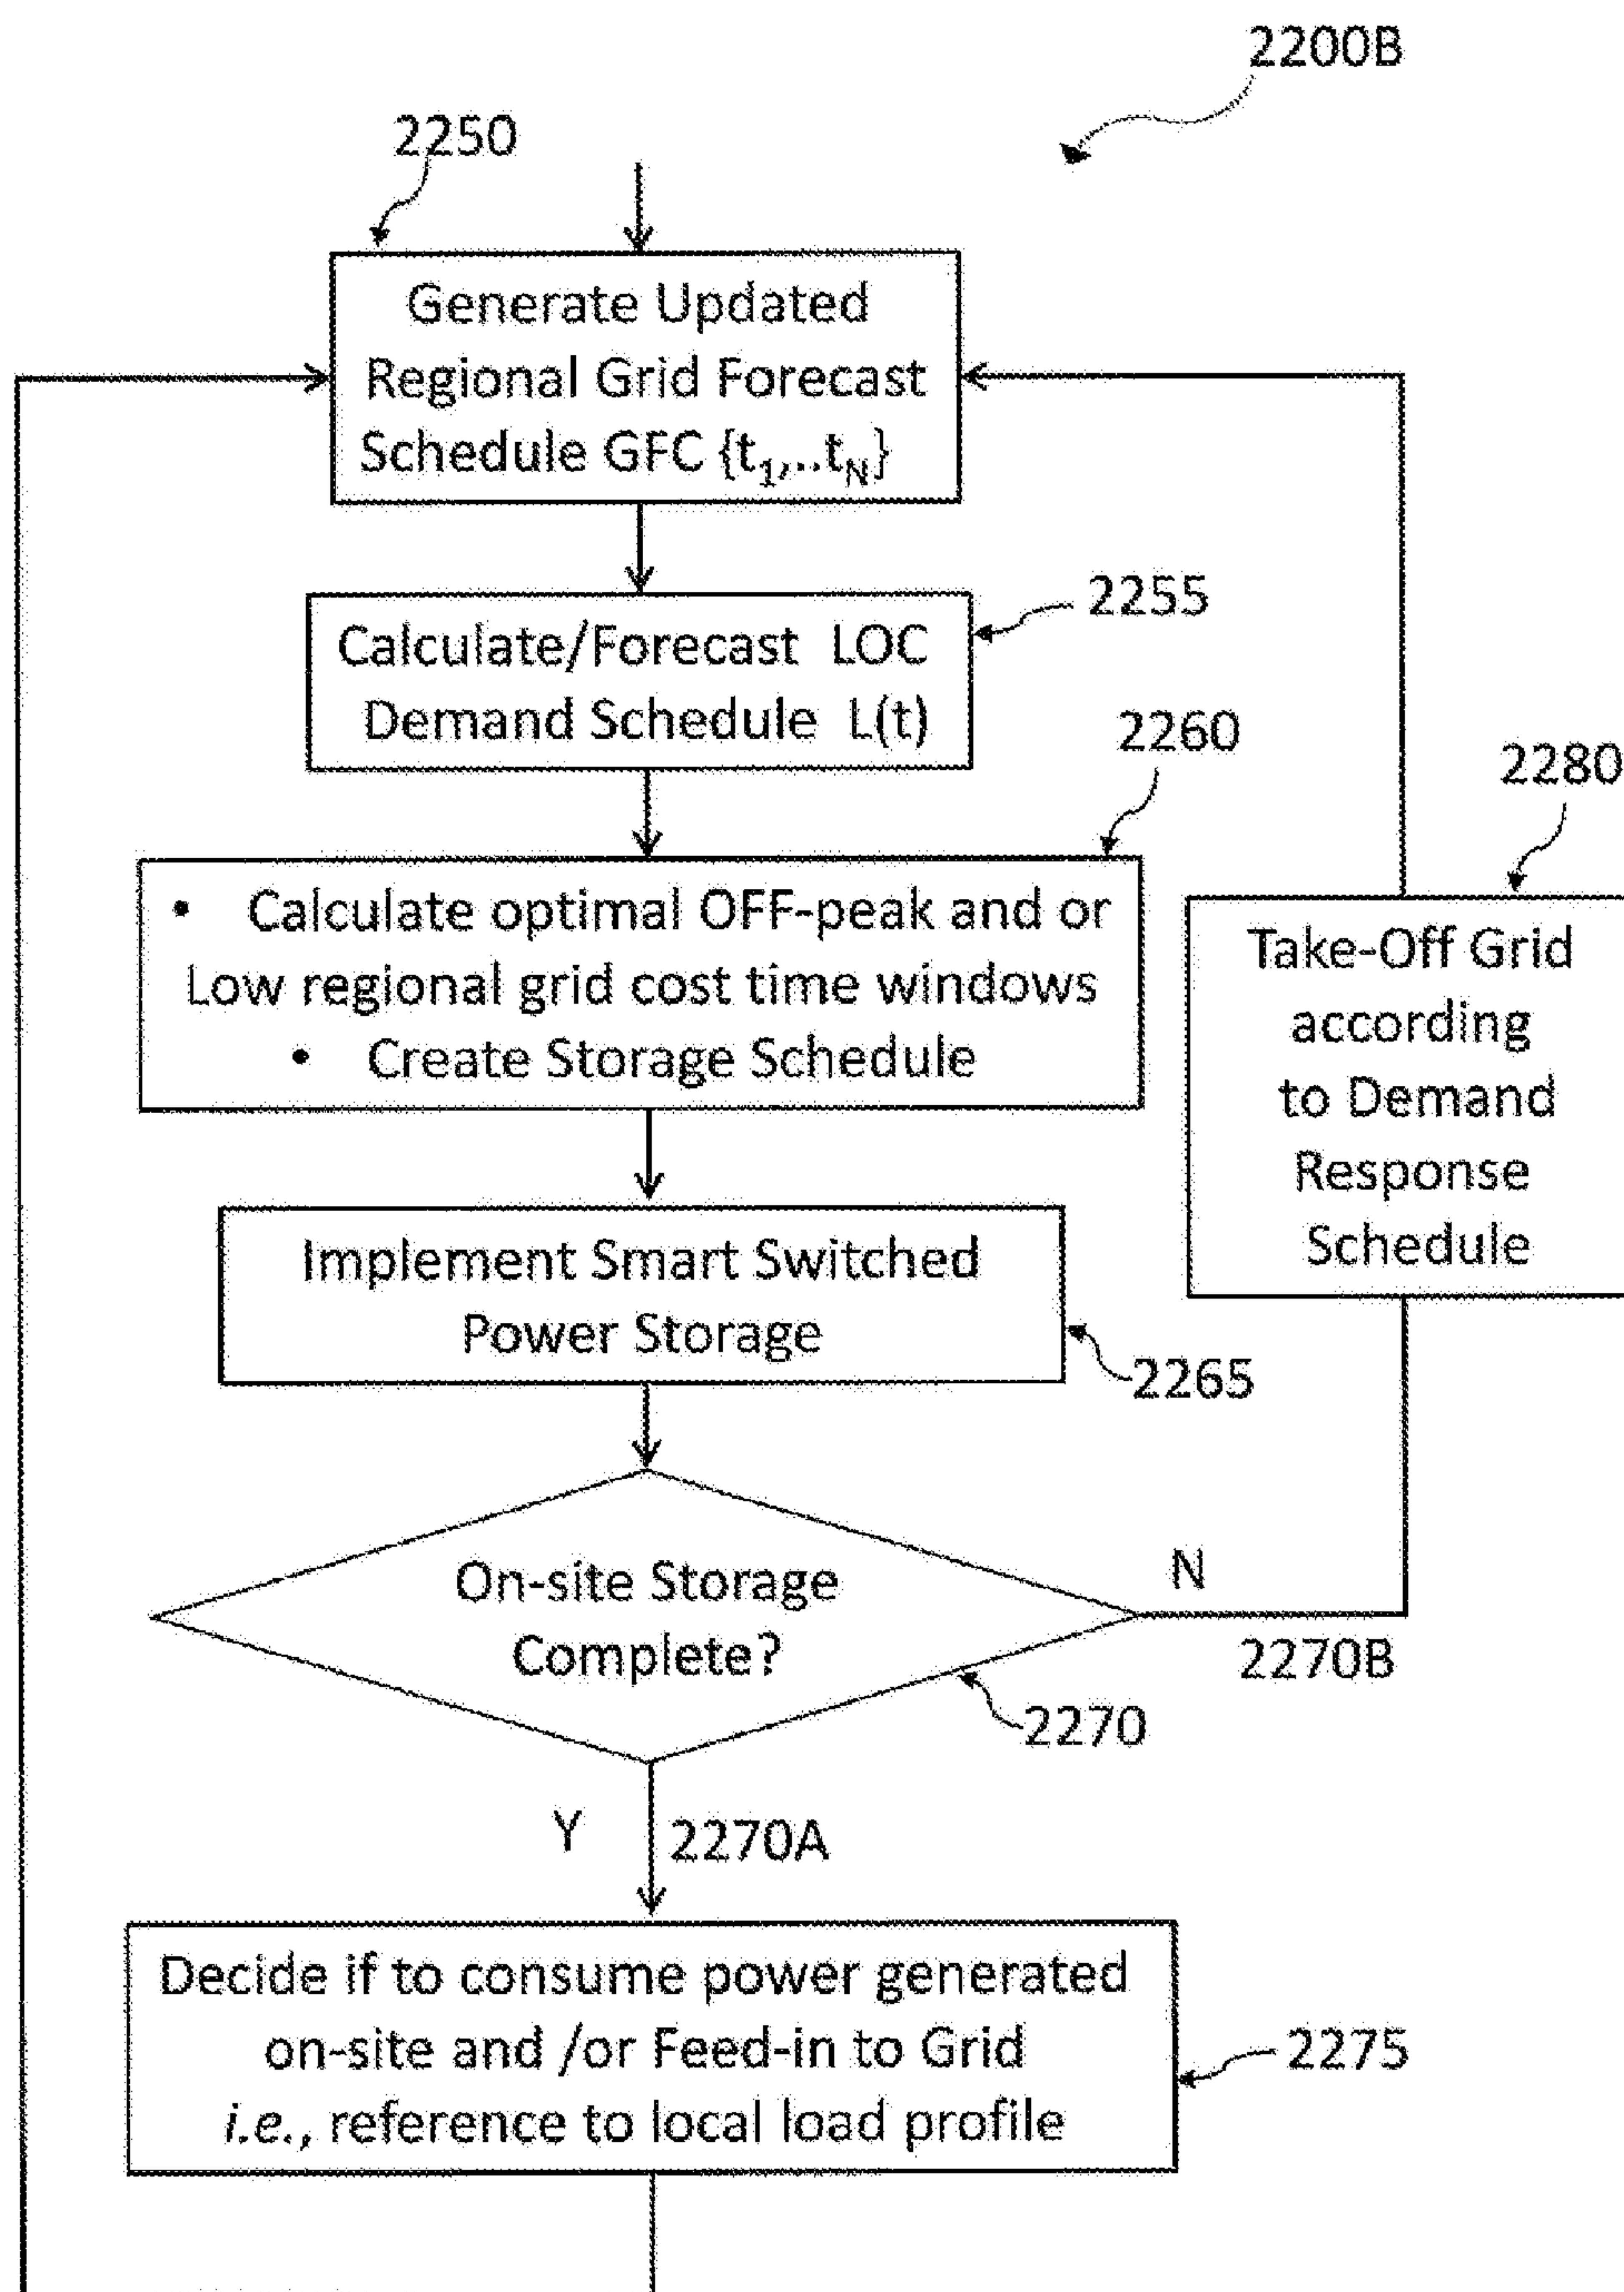 2200B
2250
Generate Updated
Regional Grid Forecast
Schedule GFC {t₁,..tN}
Calculate/Forecast LOC
Demand Schedule L(t)
2255
2260
2280
• Calculate optimal OFF-peak and or
Low regional grid cost time windows
• Create Storage Schedule
Take-Off Grid
according
to Demand
Response
Schedule
Implement Smart Switched
Power Storage
2265
On-site Storage
Complete?
N
2270B
2270
Y
2270A
Decide if to consume power generated
on-site and /or Feed-in to Grid
i.e., reference to local load profile
2275